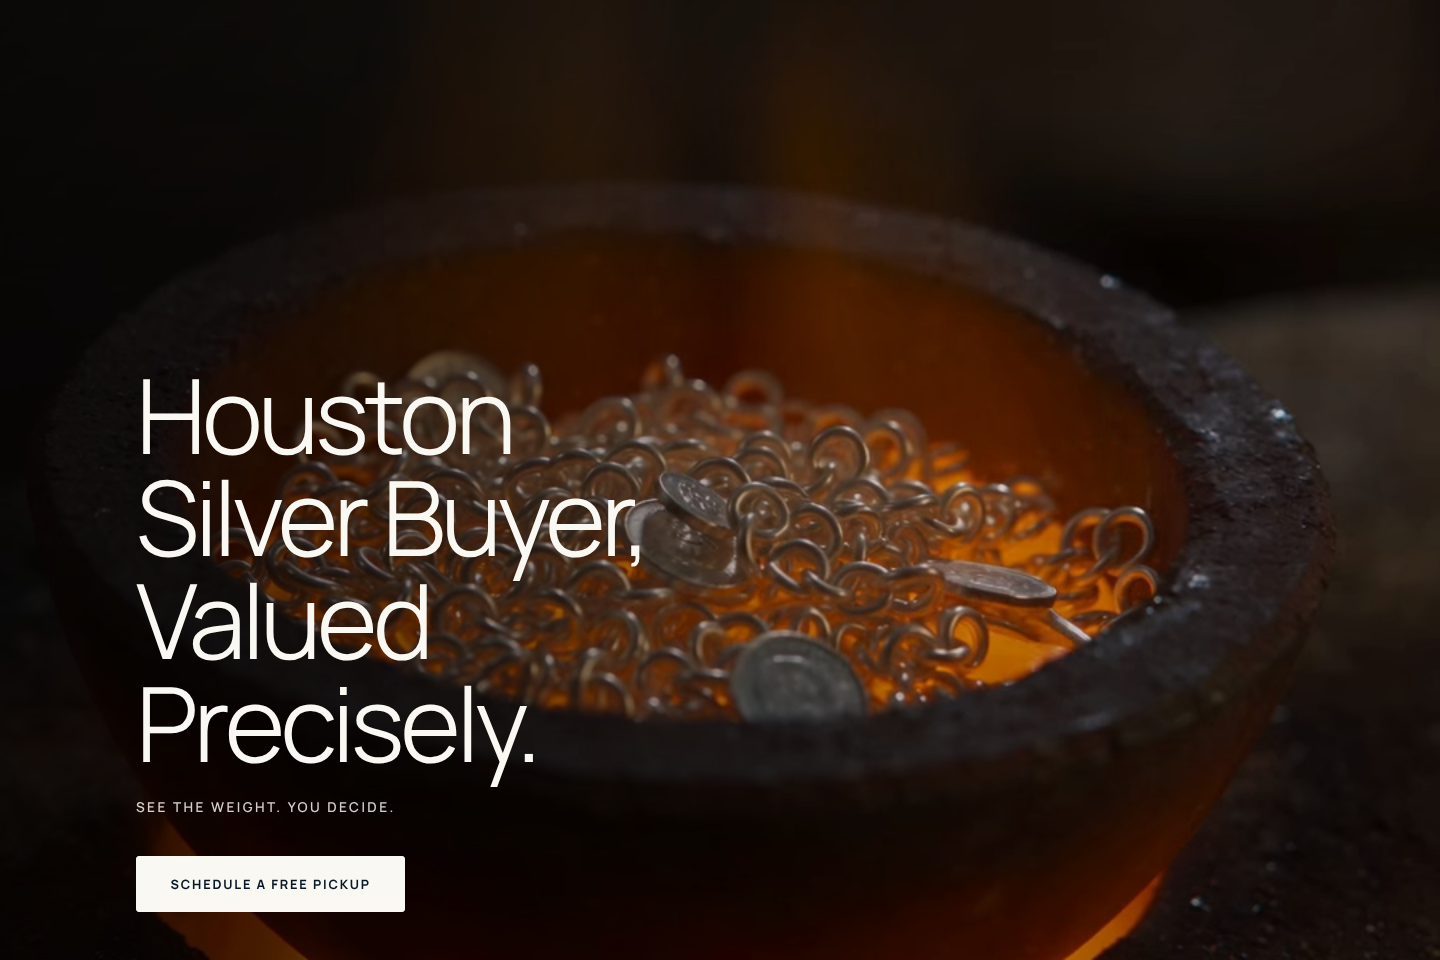 Houston
Silver Buyer,
Valued
Precisely.
SEE THE WEIGHT. YOU DECIDE.
SCHEDULE A FREE PICKUP